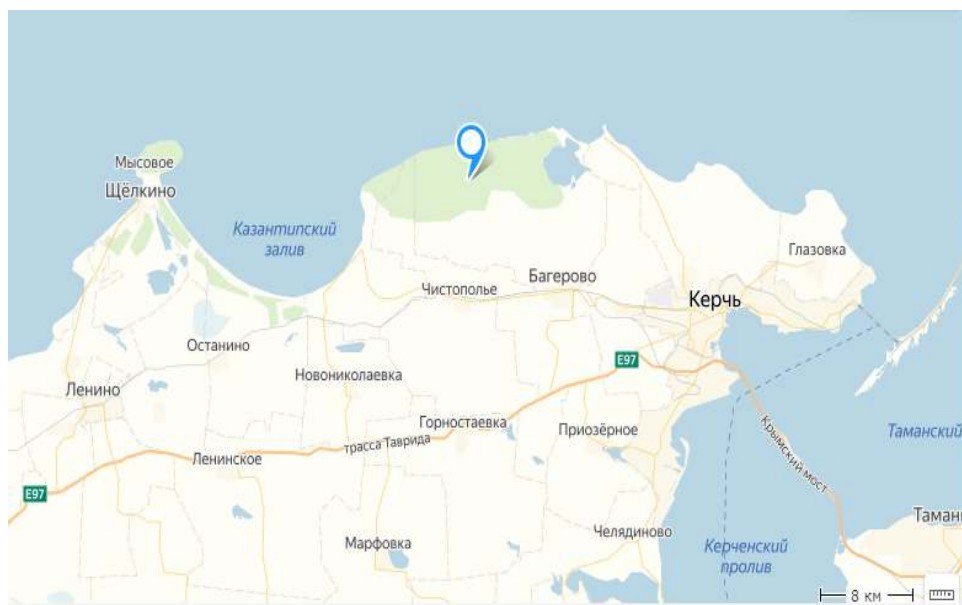 Мысовое
Щёлкино
Казантипский
залив
Глазовка
Багерово
Чистополье
Керчь
Останино
E97
Новониколаевка
Ленино
Горностаевка
Приозёрное
Таманский
трасса Таврида
Крымский мост
Ленинское
E97
Таман
Челядиново
Марфовка
Керченский
пролив
8 км